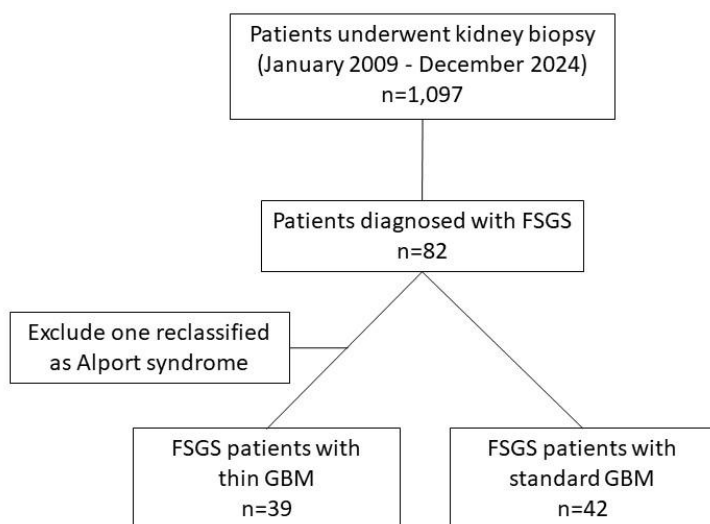 Patients underwent kidney biopsy
(January 2009 - December 2024)
n=1,097
Patients diagnosed with FSGS
n=82
Exclude one reclassified
as Alport syndrome
FSGS patients with
thin GBM
n=39
FSGS patients with
standard GBM
n=42